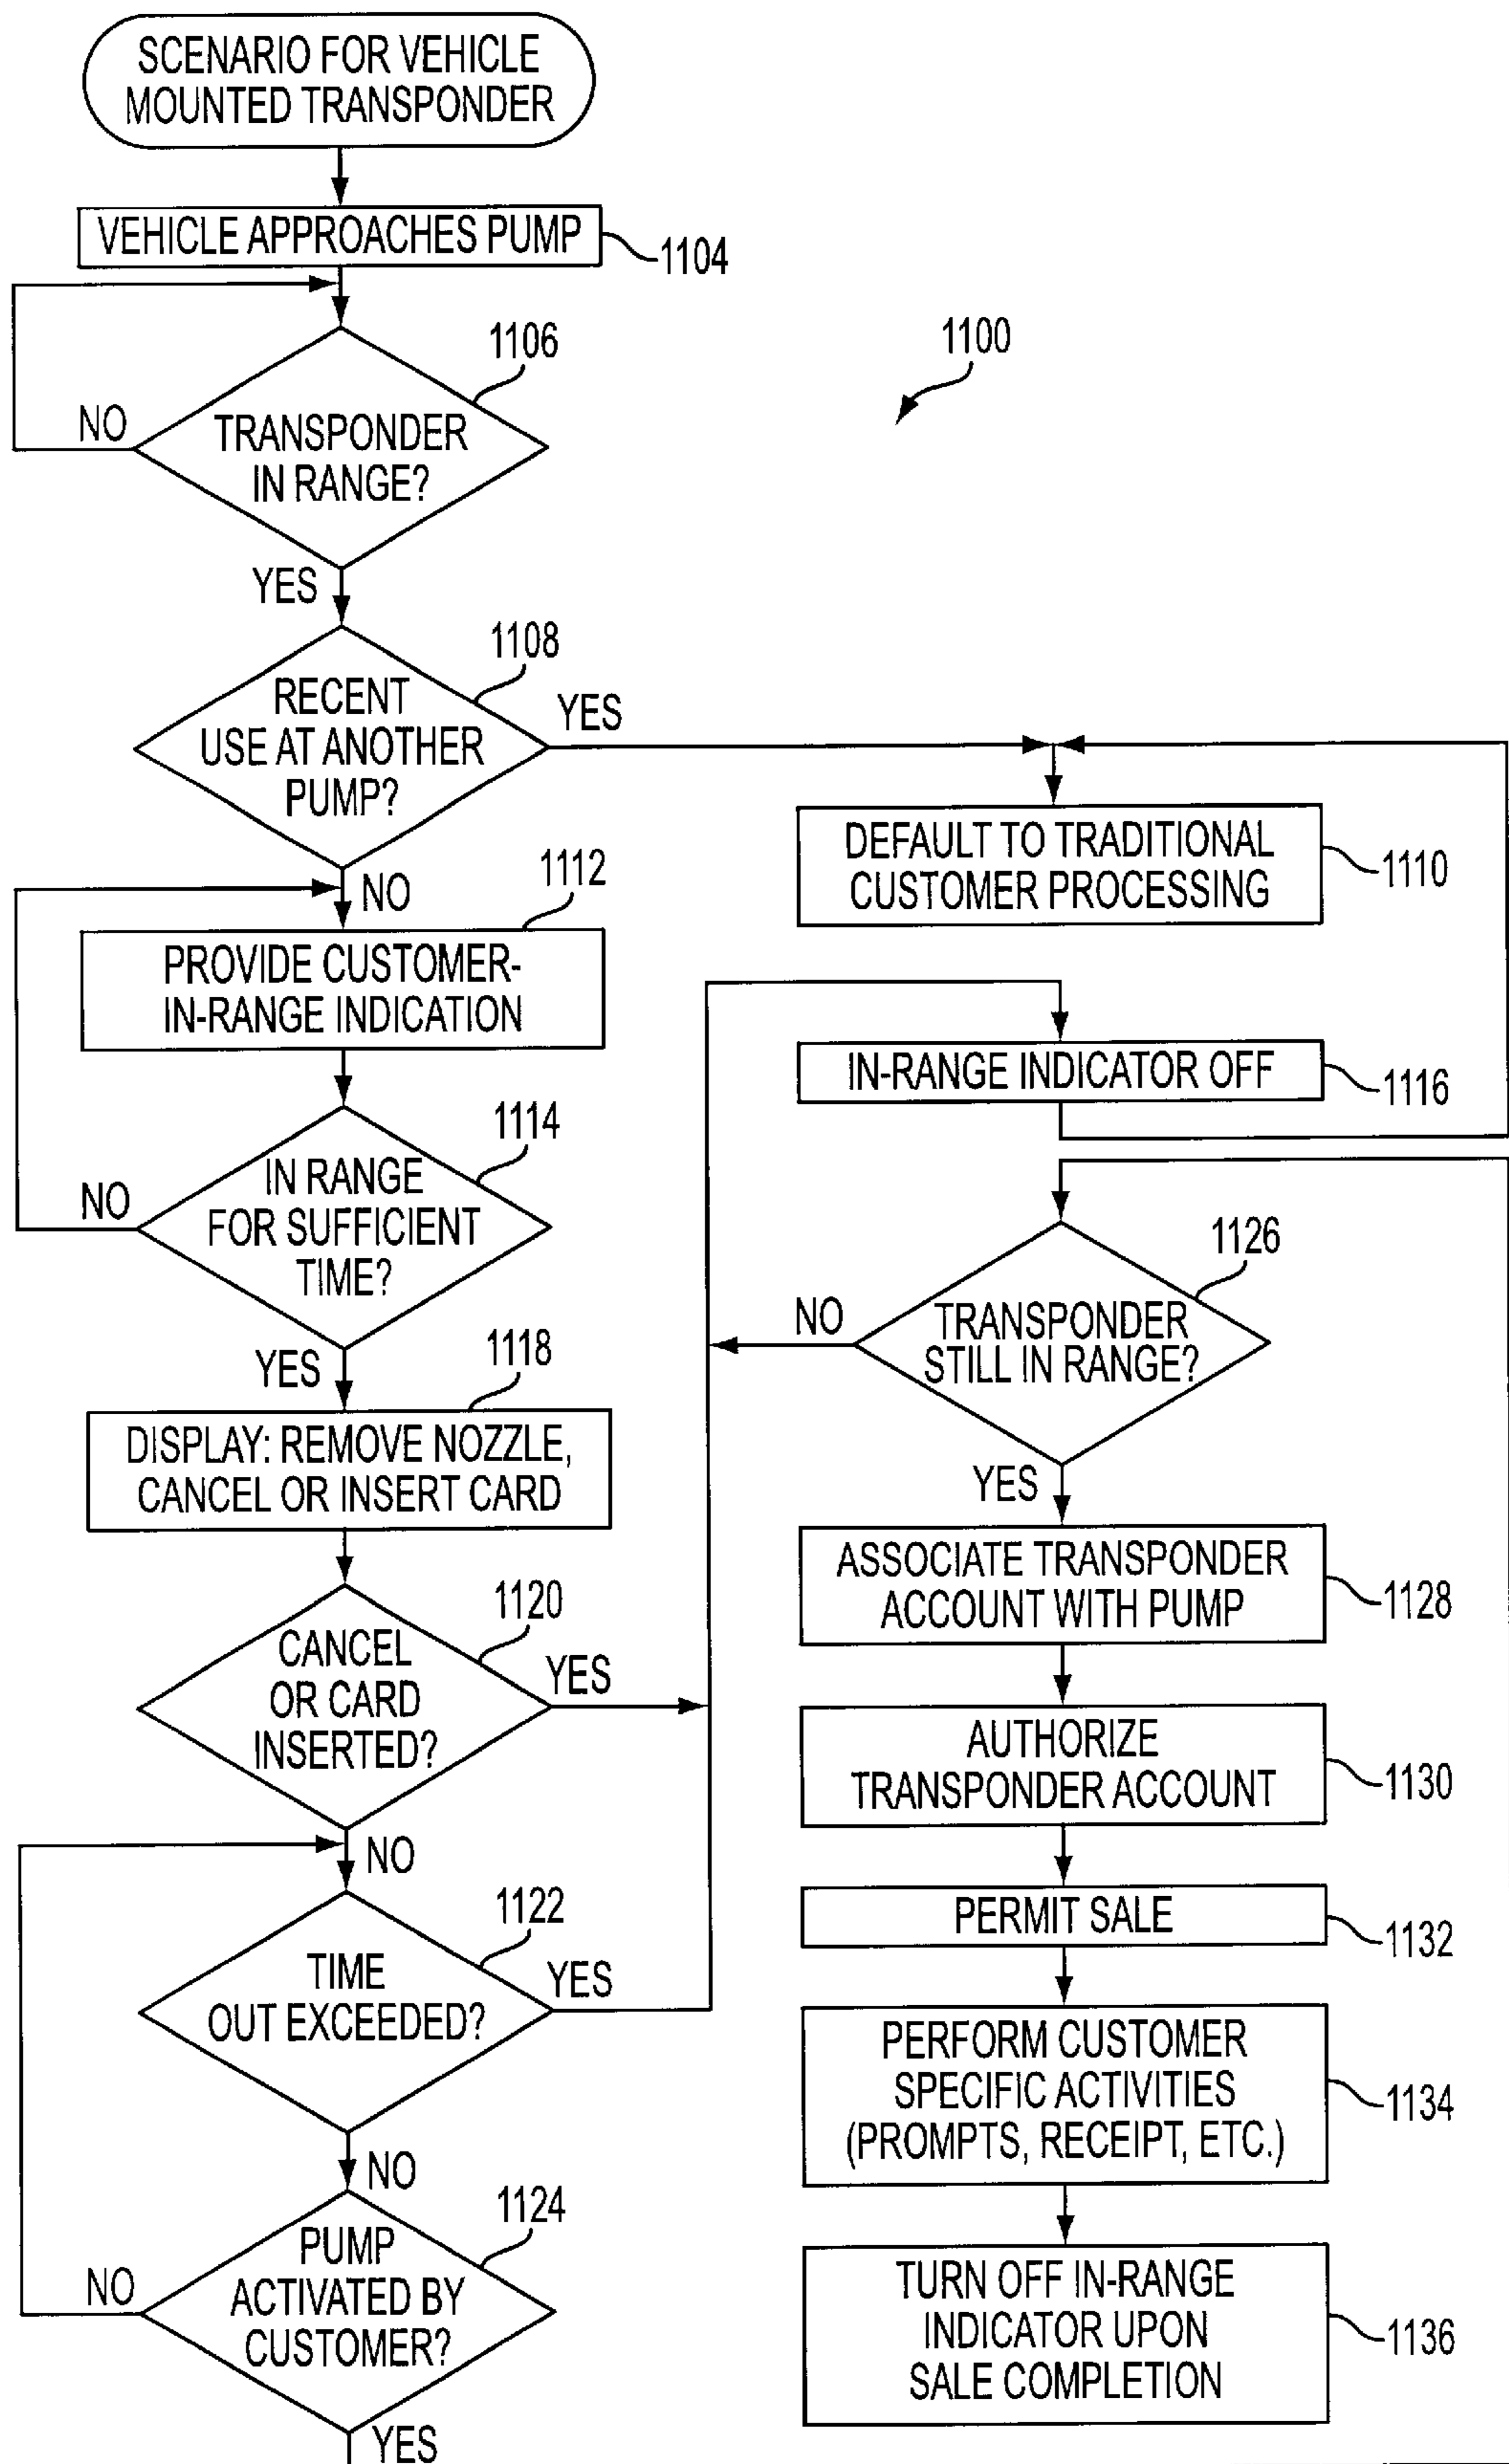 SCENARIO FOR VEHICLE
MOUNTED TRANSPONDER
VEHICLE APPROACHES PUMP
1104
1106
1100
NO
TRANSPONDER
IN RANGE?
YES
1108
RECENT
USE AT ANOTHER
PUMP?
YES
NO
DEFAULT TO TRADITIONAL
CUSTOMER PROCESSING
1110
1112
PROVIDE CUSTOMER-
IN-RANGE INDICATION
1114
IN RANGE
FOR SUFFICIENT
TIME?
NO
YES
1118
DISPLAY: REMOVE NOZZLE,
CANCEL OR INSERT CARD
1120
CANCEL
OR CARD
INSERTED?
YES
NO
1122
TIME
OUT EXCEEDED?
YES
NO
1124
PUMP
ACTIVATED BY
CUSTOMER?
NO
YES
IN-RANGE INDICATOR OFF
1116
1126
TRANSPONDER
STILL IN RANGE?
NO
YES
ASSOCIATE TRANSPONDER
ACCOUNT WITH PUMP
1128
AUTHORIZE
TRANSPONDER ACCOUNT
1130
PERMIT SALE
1132
PERFORM CUSTOMER
SPECIFIC ACTIVITIES
(PROMPTS, RECEIPT, ETC.)
1134
TURN OFF IN-RANGE
INDICATOR UPON
SALE COMPLETION
1136